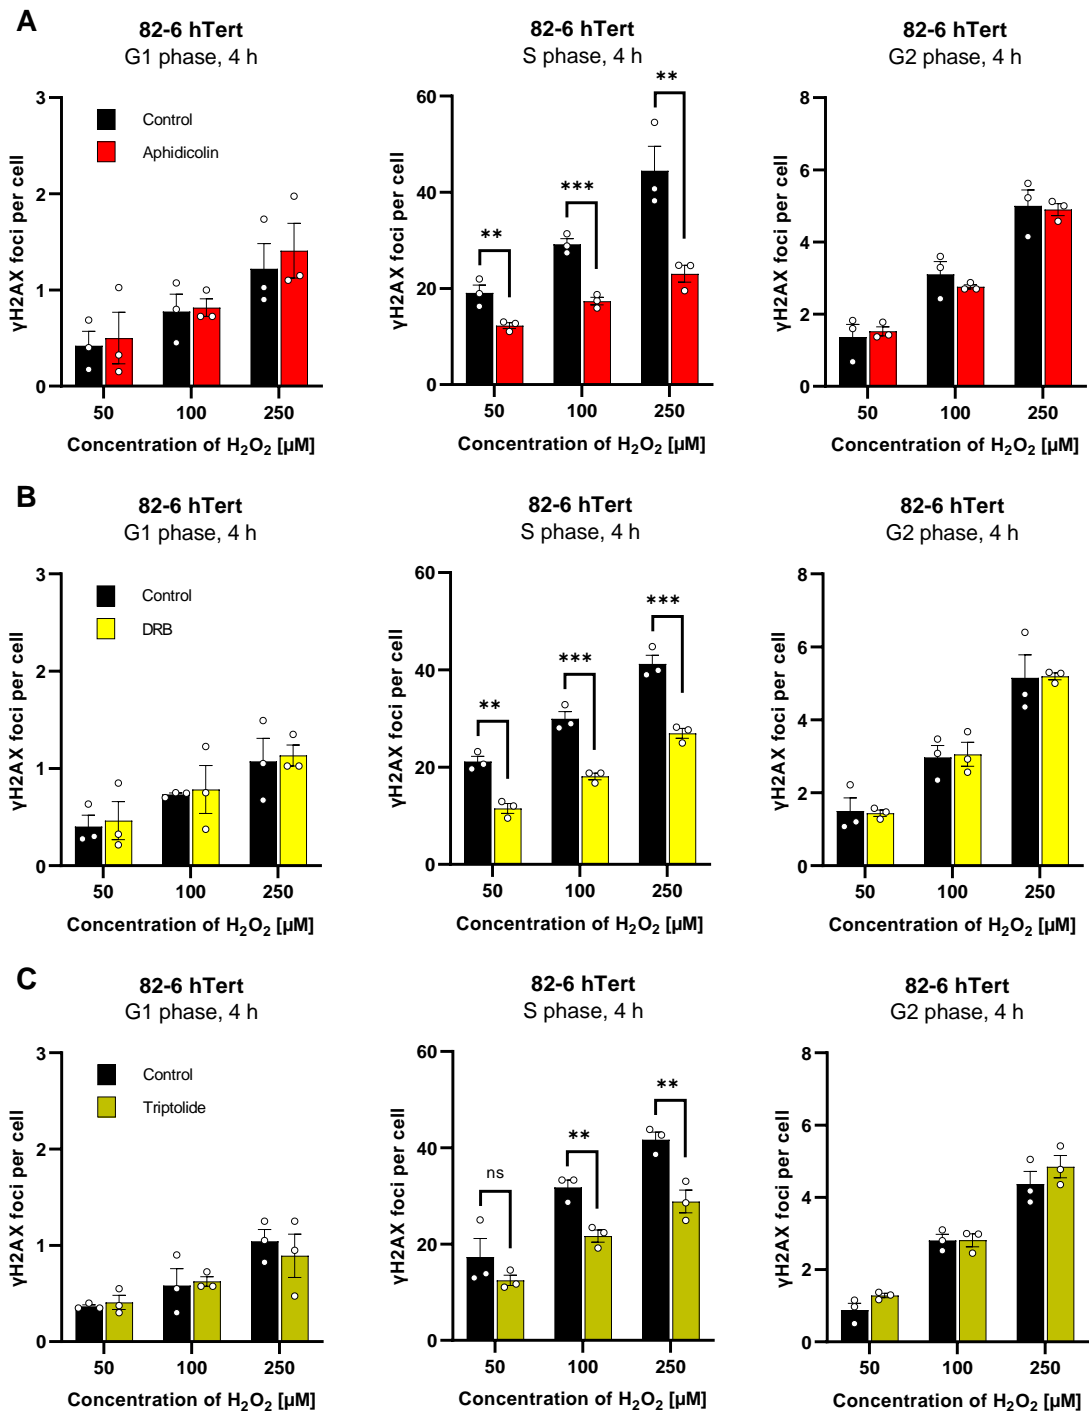 A
82-6 hTert
G1 phase, 4 h
γH2AX foci per cell
3
2
1
0
Control
Aphidicolin
50 100 250
Concentration of H₂O₂ [µM]
82-6 hTert
S phase, 4 h
γH2AX foci per cell
60
40
20
0
**
***
**
50 100 250
Concentration of H₂O₂ [µM]
82-6 hTert
G2 phase, 4 h
γH2AX foci per cell
8
6
4
2
0
50 100 250
Concentration of H₂O₂ [µM]
B
82-6 hTert
G1 phase, 4 h
γH2AX foci per cell
3
2
1
0
Control
DRB
50 100 250
Concentration of H₂O₂ [µM]
82-6 hTert
S phase, 4 h
γH2AX foci per cell
60
40
20
0
**
***
***
50 100 250
Concentration of H₂O₂ [µM]
82-6 hTert
G2 phase, 4 h
γH2AX foci per cell
8
6
4
2
0
50 100 250
Concentration of H₂O₂ [µM]
C
82-6 hTert
G1 phase, 4 h
γH2AX foci per cell
3
2
1
0
Control
Triptolide
50 100 250
Concentration of H₂O₂ [µM]
82-6 hTert
S phase, 4 h
γH2AX foci per cell
60
40
20
0
ns
**
**
50 100 250
Concentration of H₂O₂ [µM]
82-6 hTert
G2 phase, 4 h
γH2AX foci per cell
8
6
4
2
0
50 100 250
Concentration of H₂O₂ [µM]